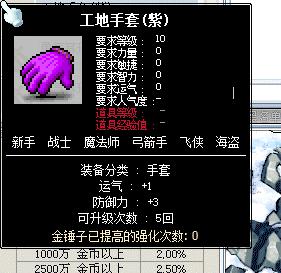 工地手套(紫)
要求等级 : 10
要求力量 : 0
要求敏捷 : 0
要求智力 : 0
要求运气 : 0
要求人气度 : -
道具等级 : -
道具经验值 : -
新手 战士 魔法师 弓箭手 飞侠 海盗
装备分类 : 手套
运气 : +1
防御力 : +3
可升级次数 : 5回
金锤子已提高的强化次数: 0
1000万 金币以上 2,00%
2500万 金币以上 2.50%